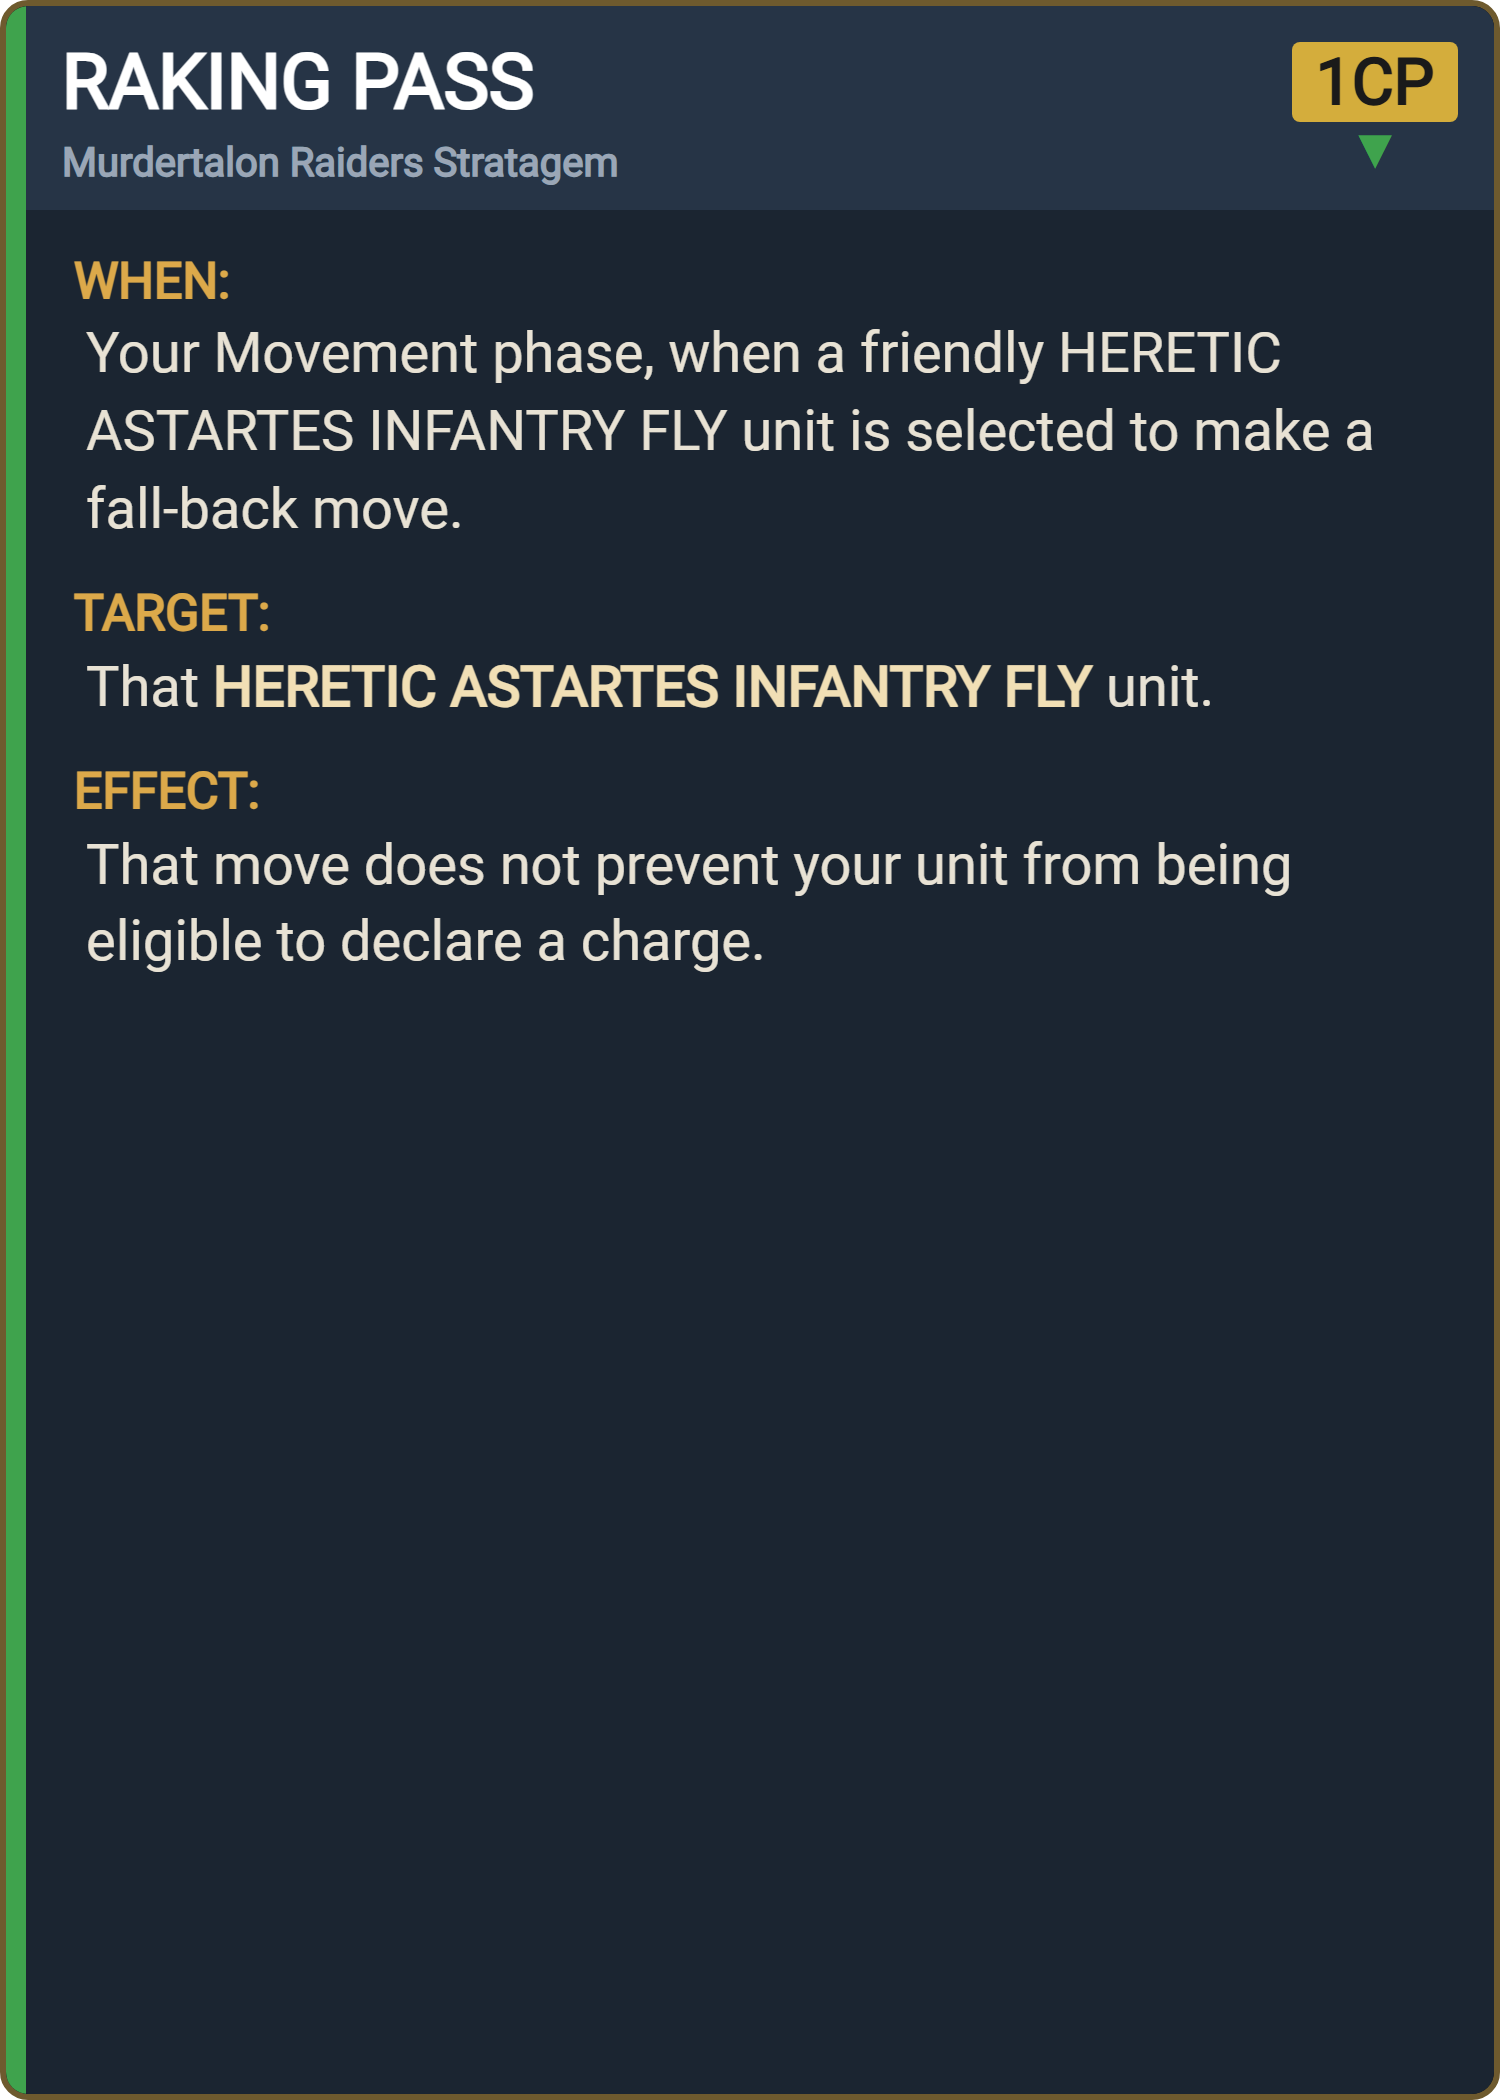 RAKING PASS
1CP
Murdertalon Raiders Stratagem
WHEN:
Your Movement phase, when a friendly HERETIC
ASTARTES INFANTRY FLY unit is selected to make a
fall-back move.
TARGET:
That HERETIC ASTARTES INFANTRY FLY unit.
EFFECT:
That move does not prevent your unit from being
eligible to declare a charge.